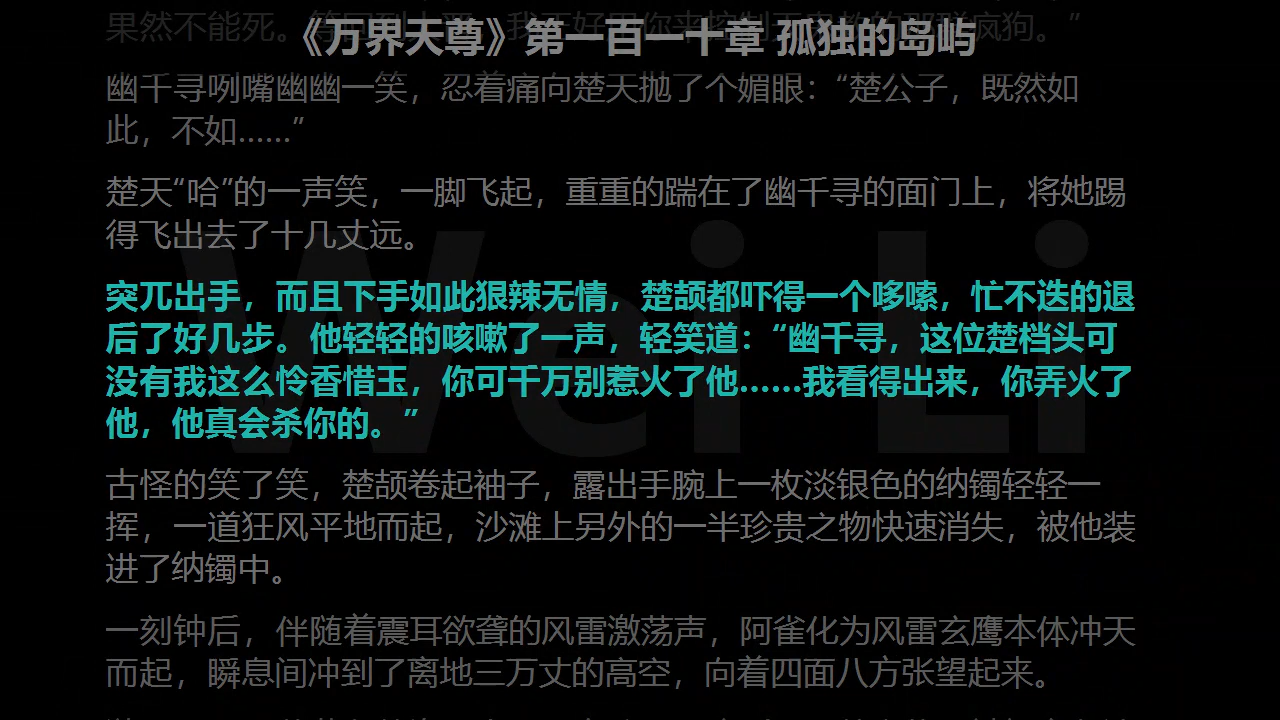 《万界天尊》第一百一十章 孤独的岛屿
果然不能死。
疯狗。”
幽千寻咧嘴幽幽一笑，忍着痛向楚天抛了个媚眼：“楚公子，既然如
此，不如……”
楚天“哈”的一声笑，一脚飞起，重重的踹在了幽千寻的面门上，将她踢
得飞出去了十几丈远。
突兀出手，而且下手如此狠辣无情，楚颉都吓得一个哆嗦，忙不迭的退
后了好几步。他轻轻的咳嗽了一声，轻笑道：“幽千寻，这位楚档头可
没有我这么怜香惜玉，你可千万别惹火了他……我看得出来，你弄火了
他，他真会杀你的。”
古怪的笑了笑，楚颉卷起袖子，露出手腕上一枚淡银色的纳镯轻轻一
挥，一道狂风平地而起，沙滩上另外的一半珍贵之物快速消失，被他装
进了纳镯中。
一刻钟后，伴随着震耳欲聋的风雷激荡声，阿雀化为风雷玄鹰本体冲天
而起，瞬息间冲到了离地三万丈的高空，向着四面八方张望起来。
Wei Li